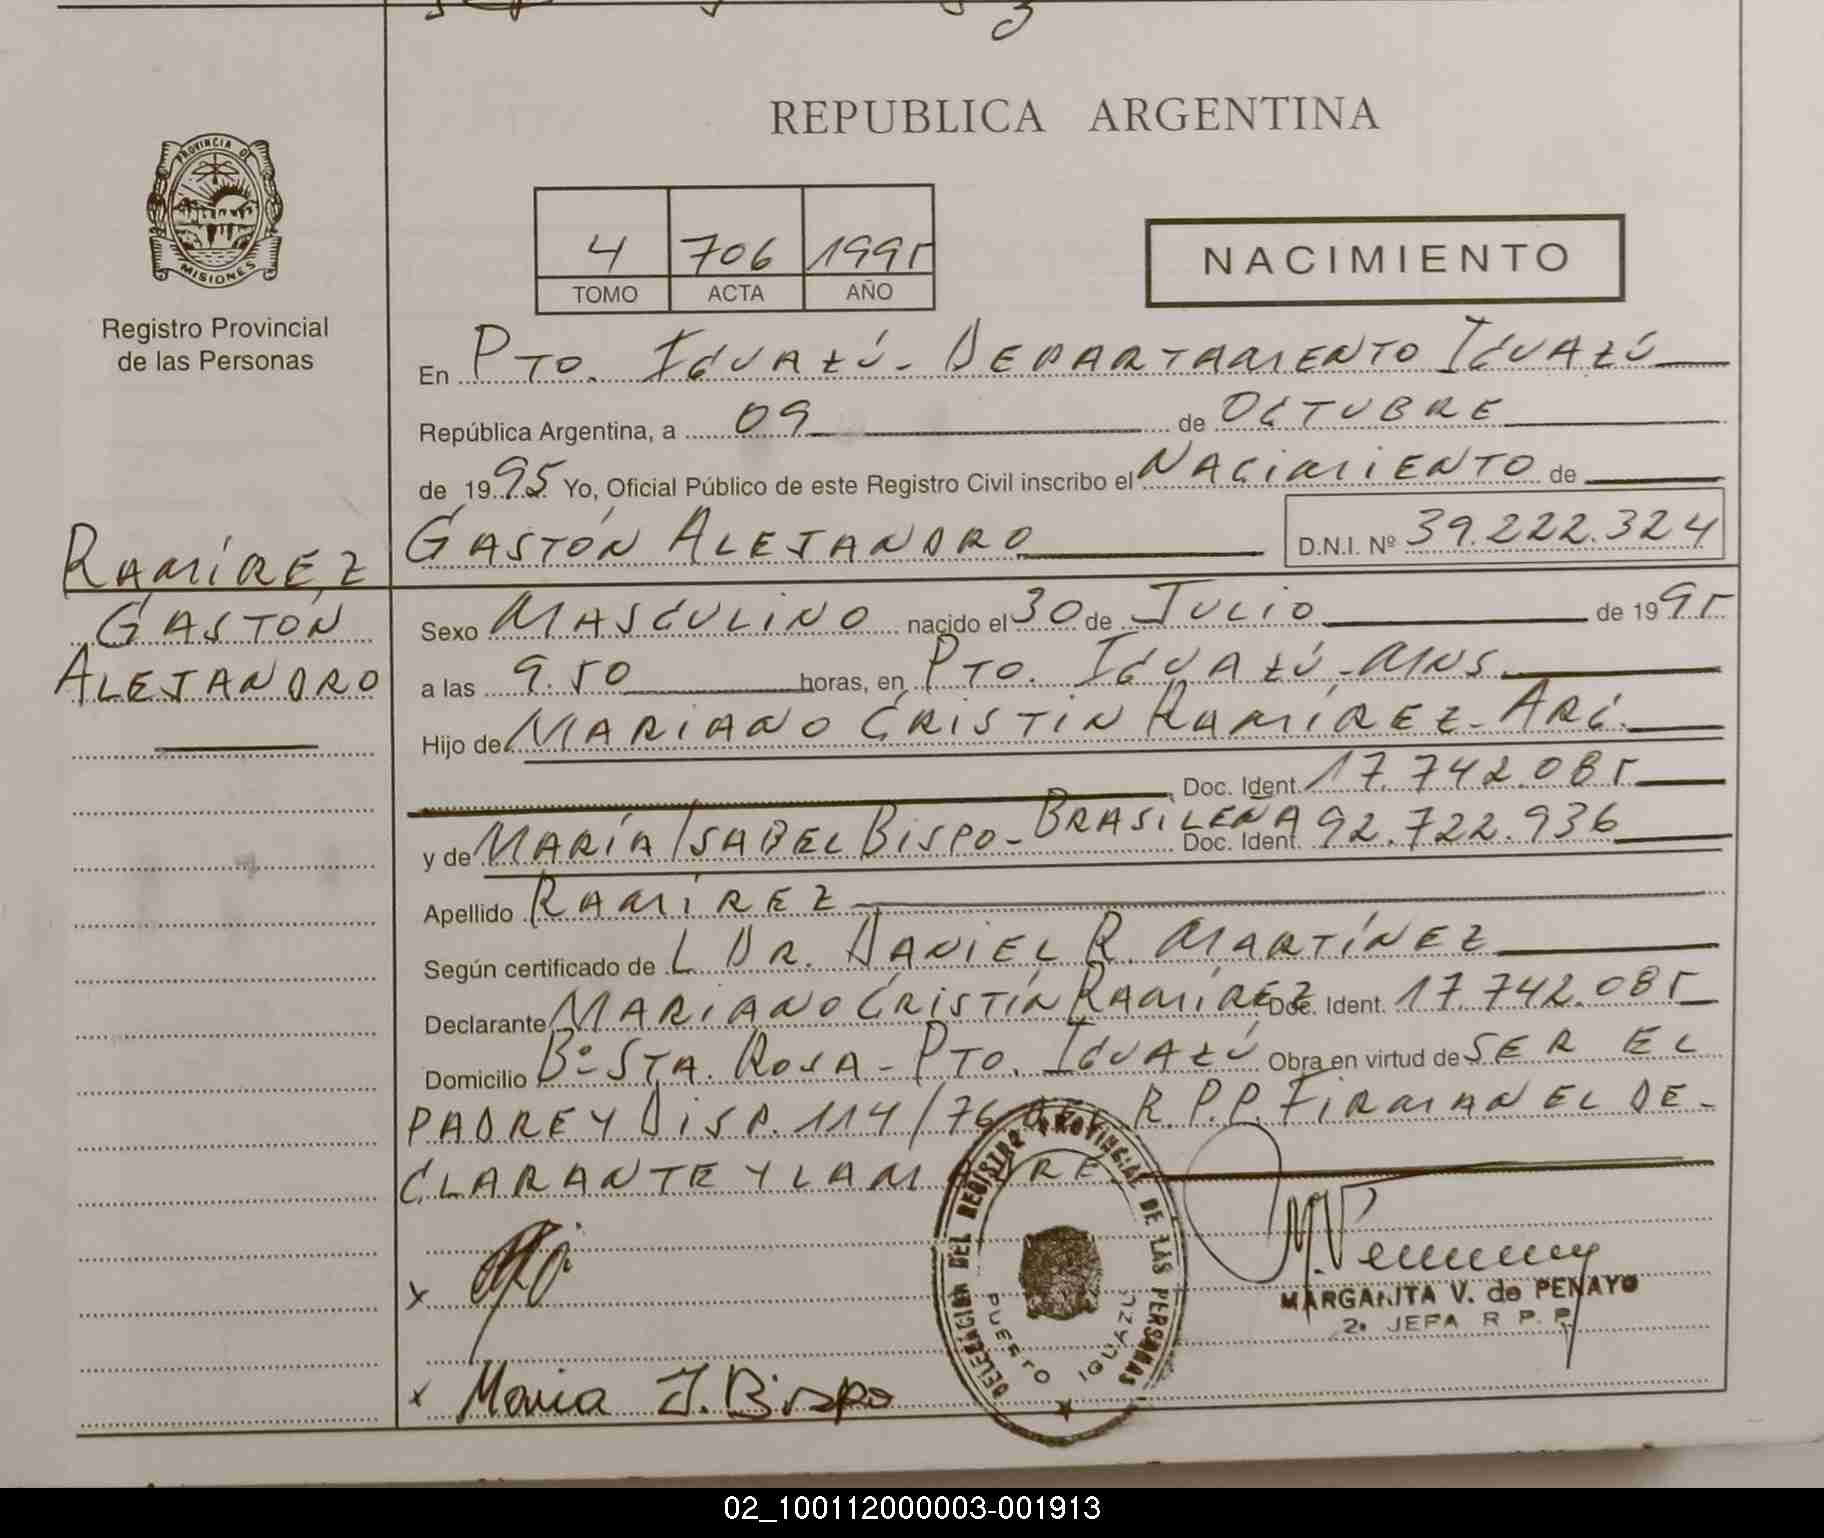 REPUBLICA ARGENTINA
PROVINCIA DE
MISIONES
Registro Provincial
de las Personas
4 706 1995
TOMO ACTA AÑO
NACIMIENTO
En PTO. IGUAZÚ - DEPARTAMENTO IGUAZÚ
República Argentina, a 09 de OCTUBRE
de 1995 Yo, Oficial Público de este Registro Civil inscribo el NACIMIENTO de
GASTÓN ALEJANDRO D.N.I. Nº 39.222.324
RAMÍREZ
GASTÓN
ALEJANDRO
Sexo MASCULINO nacido el 30 de JULIO de 1995
a las 9.50 horas, en PTO. IGUAZÚ - MNS.
Hijo de MARIANO CRISTIN RAMÍREZ - ARG.
Doc. Ident. 17.742.085
y de MARÍA ISABEL BISPO - BRASILEÑA Doc. Ident. 92.722.936
Apellido RAMÍREZ
Según certificado de L DR. DANIEL R. MARTÍNEZ
Declarante MARIANO CRISTÍN RAMÍREZ Doc. Ident. 17.742.085
Domicilio Bº STA. ROSA - PTO. IGUAZÚ Obra en virtud de SER EL
PADRE Y DISP. 114/76 DEL R.P.P. FIRMAN EL DE-
CLARANTE Y LA MADRE
DELEGACION DEL REGISTRO PROVINCIAL DE LAS PERSONAS
PUERTO IGUAZU
MARGARITA V. de PENAYO
2ª JEFA R P. P.
x
x Maria I. Bispo
02_100112000003-001913